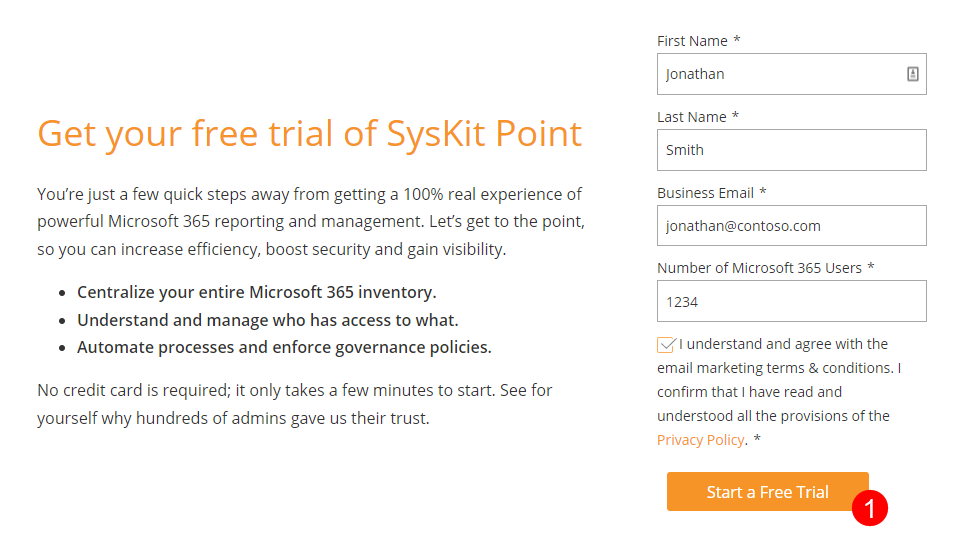 Get your free trial of SysKit Point
You’re just a few quick steps away from getting a 100% real experience of
powerful Microsoft 365 reporting and management. Let’s get to the point,
so you can increase efficiency, boost security and gain visibility.
• Centralize your entire Microsoft 365 inventory.
• Understand and manage who has access to what.
• Automate processes and enforce governance policies.
No credit card is required; it only takes a few minutes to start. See for
yourself why hundreds of admins gave us their trust.
First Name *
Jonathan
Last Name *
Smith
Business Email *
jonathan@contoso.com
Number of Microsoft 365 Users *
1234
I understand and agree with the
email marketing terms & conditions. I
confirm that I have read and
understood all the provisions of the
Privacy Policy. *
Start a Free Trial
1